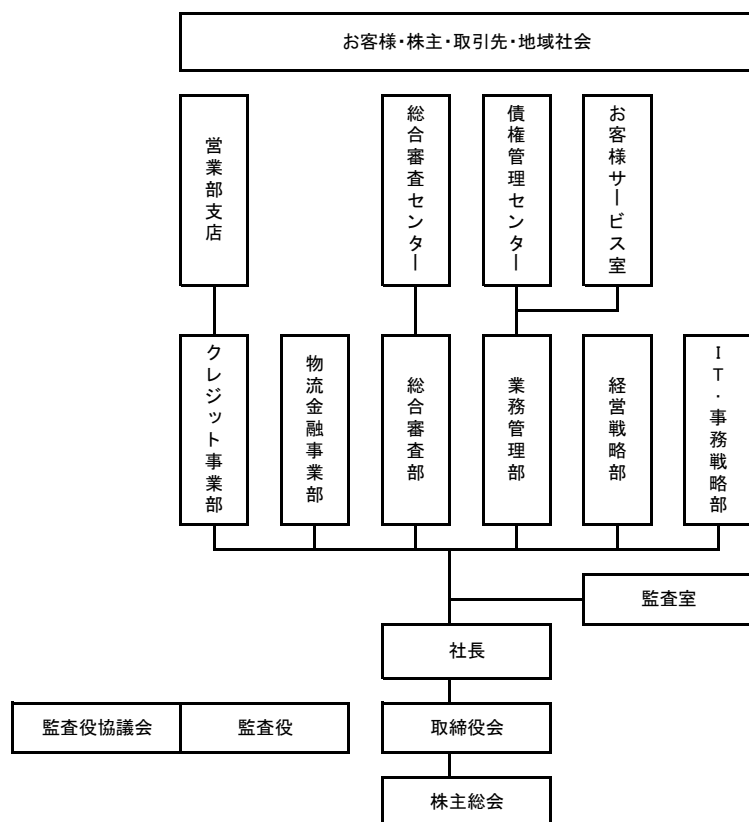 お客様・株主・取引先・地域社会
営業部支店
総合審査センター
債権管理センター
お客様サービス室
クレジット事業部
物流金融事業部
総合審査部
業務管理部
経営戦略部
IT・事務戦略部
監査室
社長
監査役協議会
監査役
取締役会
株主総会